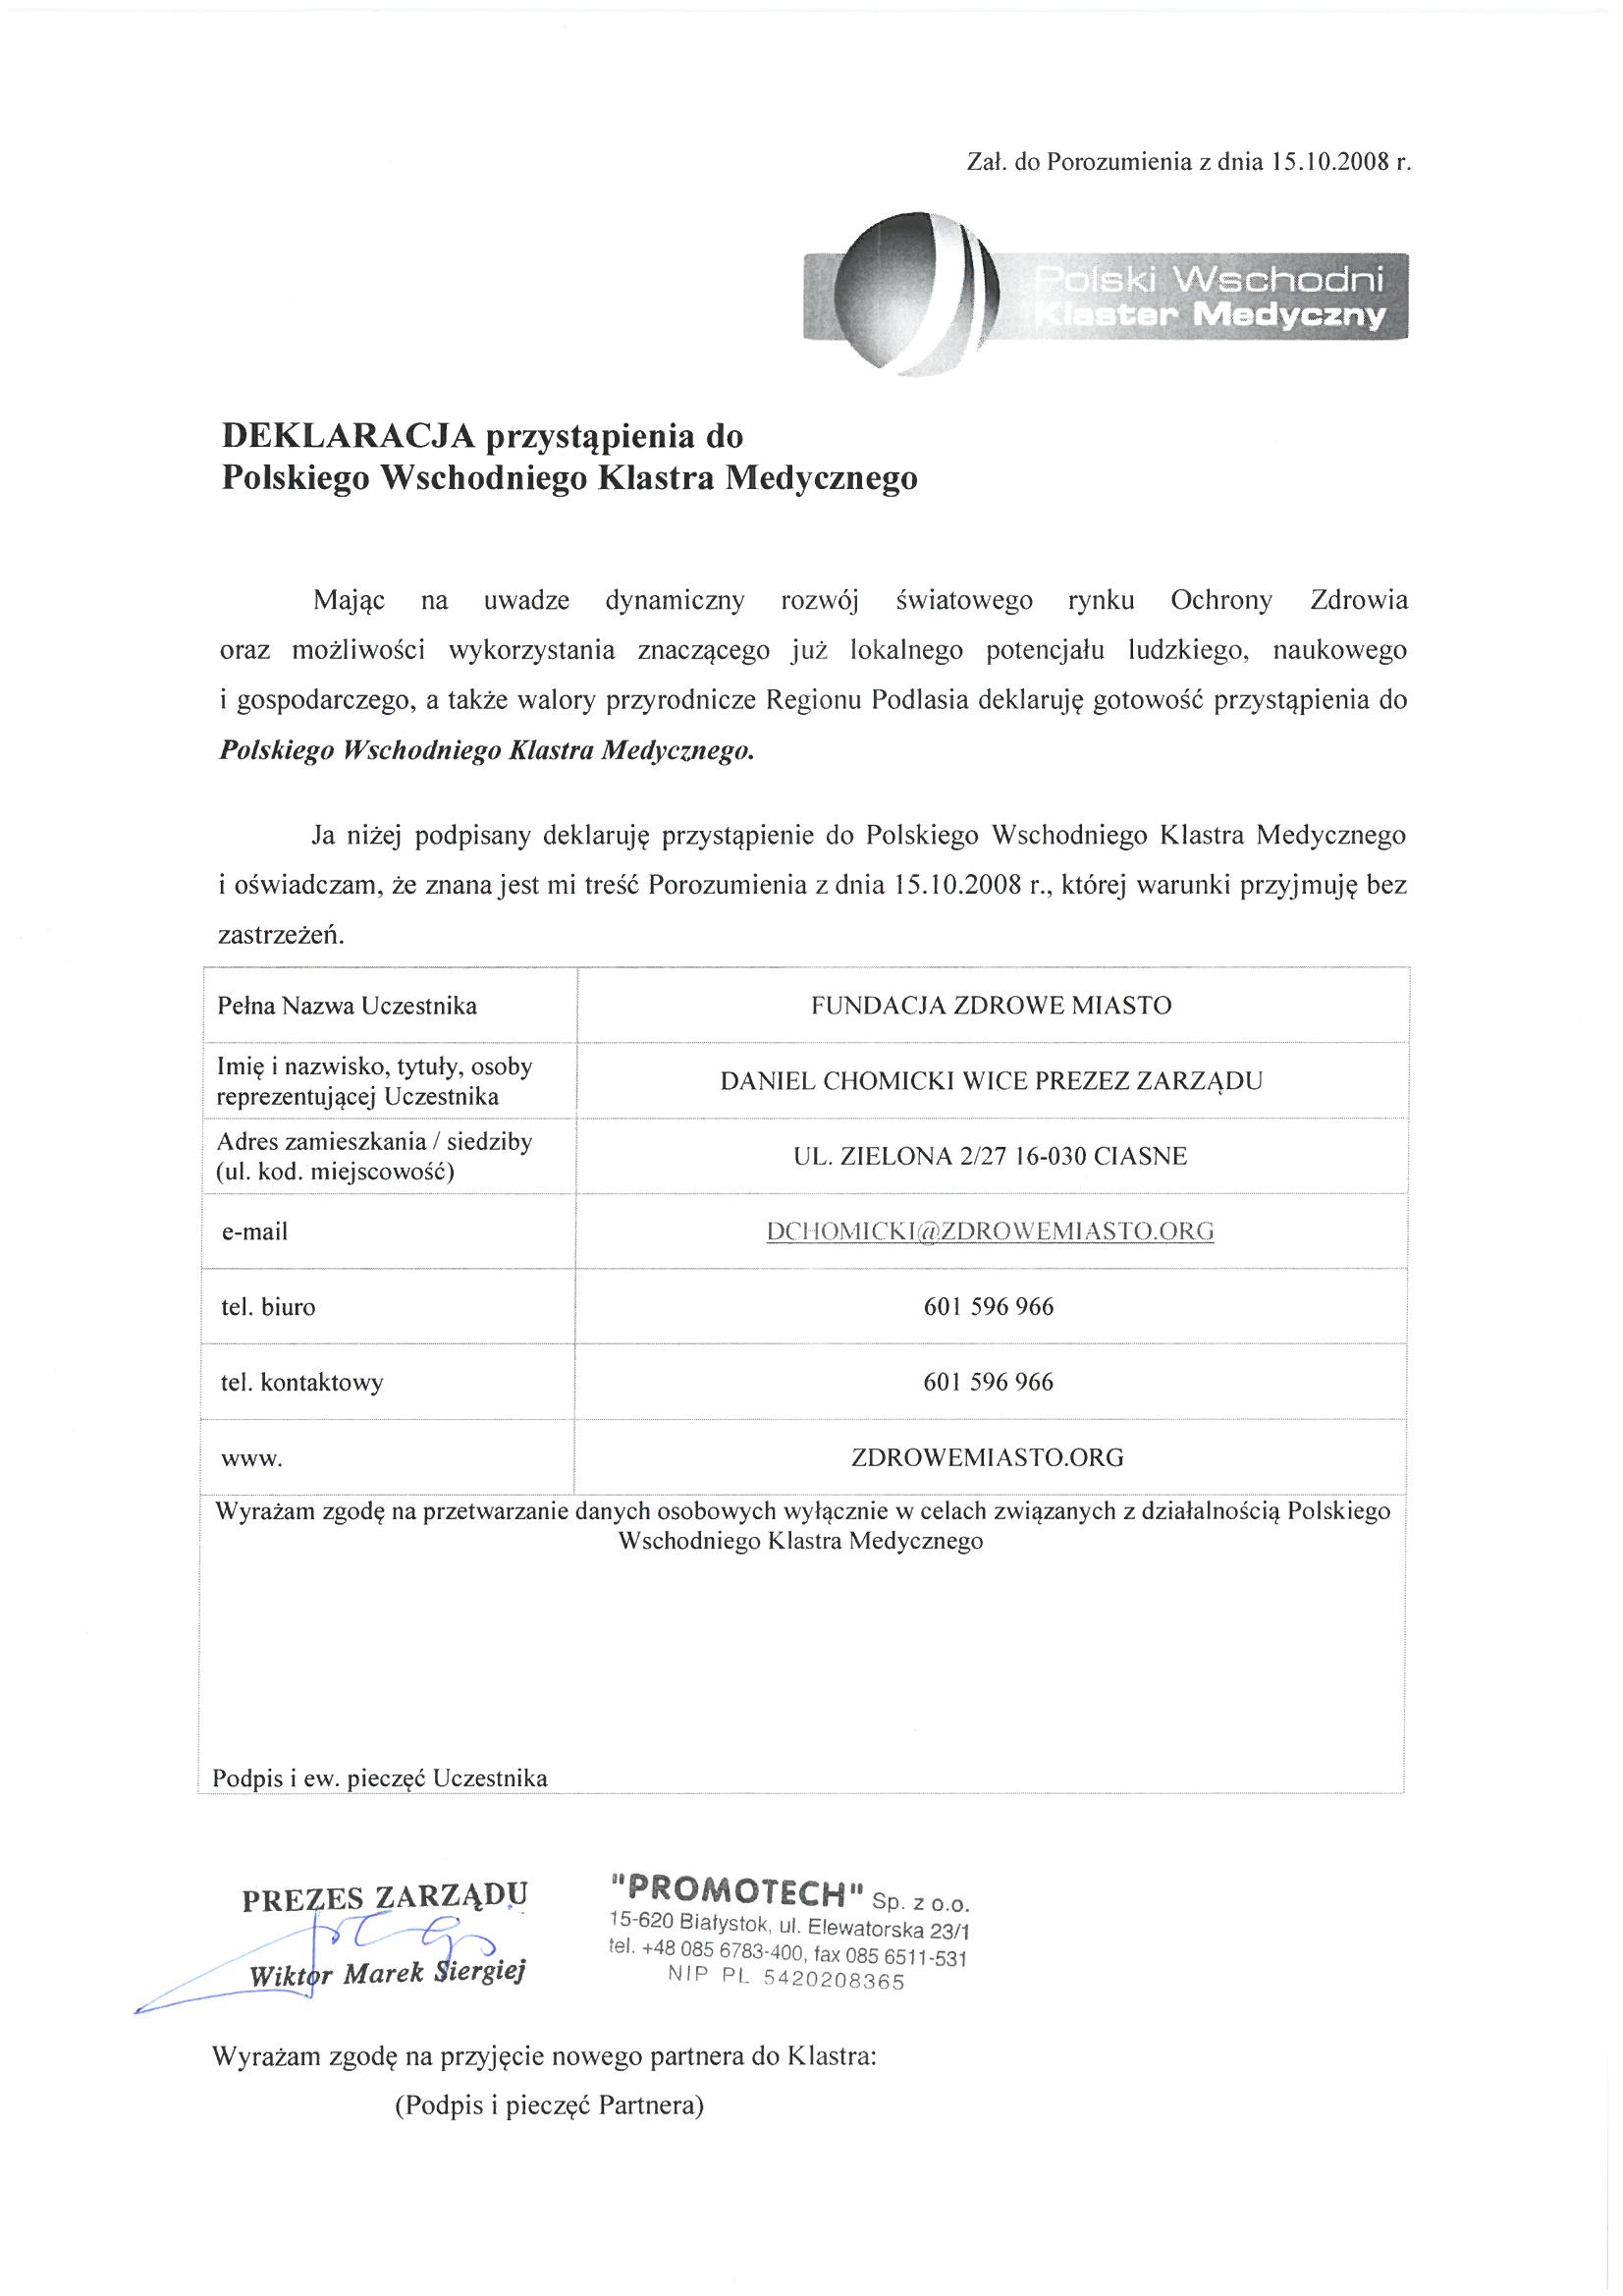 Zał. do Porozumienia z dnia 15.10.2008 r.
Polski Wschodni
Klaster Medyczny
DEKLARACJA przystąpienia do
Polskiego Wschodniego Klastra Medycznego
Mając na uwadze dynamiczny rozwój światowego rynku Ochrony Zdrowia
oraz możliwości wykorzystania znaczącego już lokalnego potencjału ludzkiego, naukowego
i gospodarczego, a także walory przyrodnicze Regionu Podlasia deklaruję gotowość przystąpienia do
Polskiego Wschodniego Klastra Medycznego.
Ja niżej podpisany deklaruję przystąpienie do Polskiego Wschodniego Klastra Medycznego
i oświadczam, że znana jest mi treść Porozumienia z dnia 15.10.2008 r., której warunki przyjmuję bez
zastrzeżeń.
Pełna Nazwa Uczestnika FUNDACJA ZDROWE MIASTO
Imię i nazwisko, tytuły, osoby
reprezentującej Uczestnika
DANIEL CHOMICKI WICE PREZEZ ZARZĄDU
Adres zamieszkania / siedziby
(ul. kod. miejscowość)
UL. ZIELONA 2/27 16-030 CIASNE
e-mail DCHOMICKI@ZDROWEMIASTO.ORG
tel. biuro 601 596 966
tel. kontaktowy 601 596 966
www. ZDROWEMIASTO.ORG
Wyrażam zgodę na przetwarzanie danych osobowych wyłącznie w celach związanych z działalnością Polskiego
Wschodniego Klastra Medycznego
Podpis i ew. pieczęć Uczestnika
PREZES ZARZĄDU
Wiktor Marek Siergiej
"PROMOTECH" Sp. z o.o.
15-620 Białystok, ul. Elewatorska 23/1
tel. +48 085 6783-400, fax 085 6511-531
NIP PL 5420208365
Wyrażam zgodę na przyjęcie nowego partnera do Klastra:
(Podpis i pieczęć Partnera)